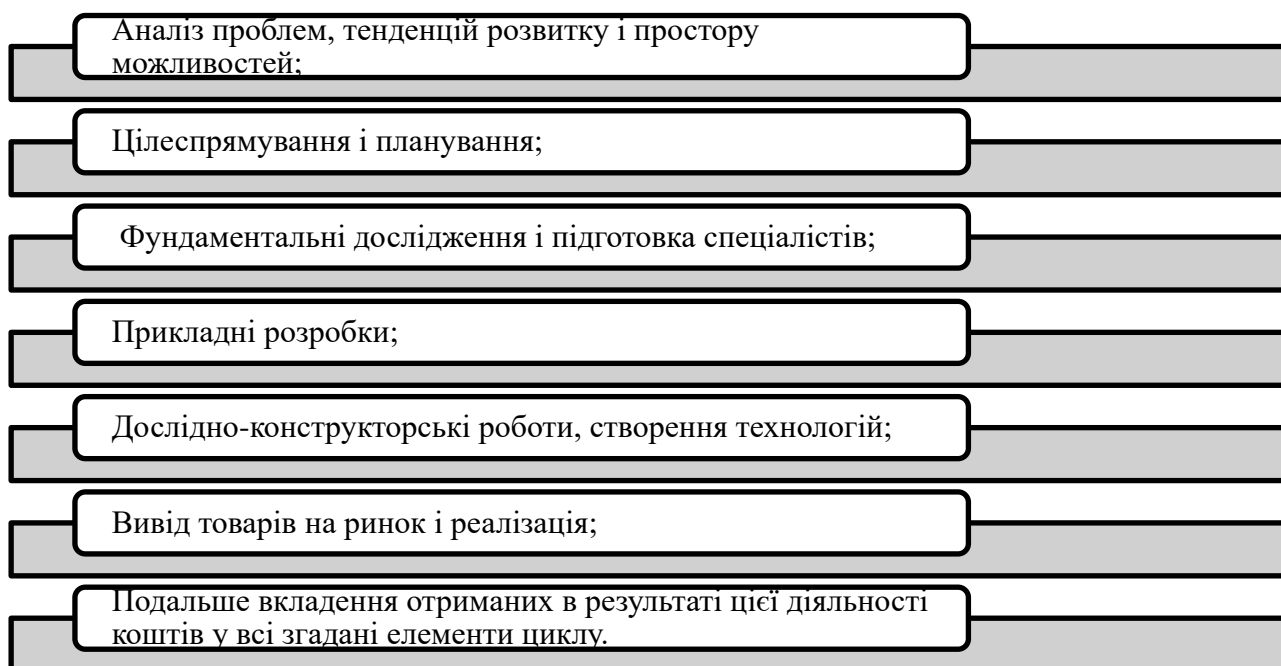 Аналіз проблем, тенденцій розвитку і простору
можливостей;
Цілеспрямування і планування;
Фундаментальні дослідження і підготовка спеціалістів;
Прикладні розробки;
Дослідно-конструкторські роботи, створення технологій;
Вивід товарів на ринок і реалізація;
Подальше вкладення отриманих в результаті цієї діяльності
коштів у всі згадані елементи циклу.